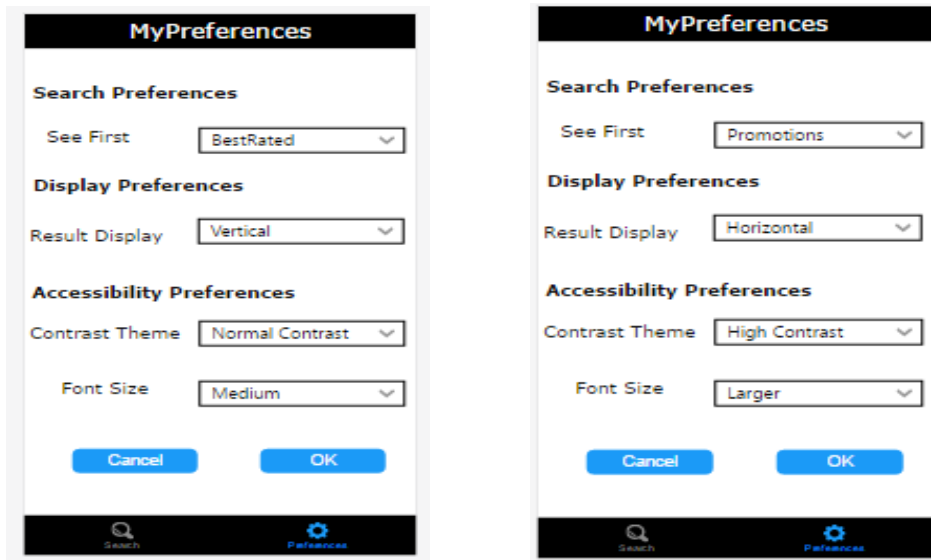 MyPreferences
Search Preferences
See First BestRated
Display Preferences
Result Display Vertical
Accessibility Preferences
Contrast Theme Normal Contrast
Font Size Medium
Cancel OK
Search Preferences
MyPreferences
Search Preferences
See First Promotions
Display Preferences
Result Display Horizontal
Accessibility Preferences
Contrast Theme High Contrast
Font Size Larger
Cancel OK
Search Preferences